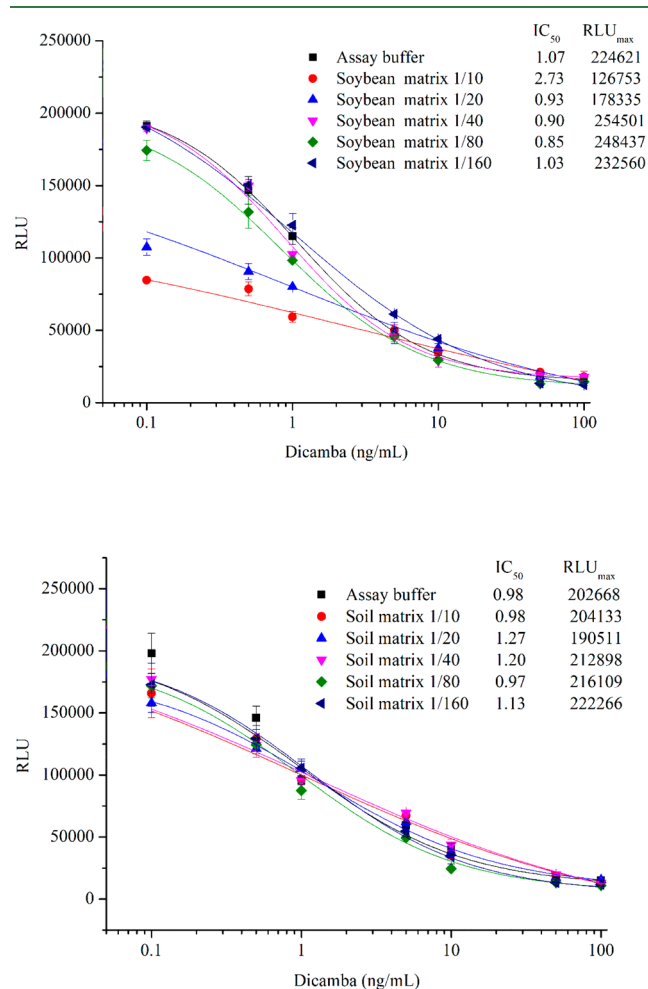 IC50 RLUmax
Assay buffer 1.07 224621
Soybean matrix 1/10 2.73 126753
Soybean matrix 1/20 0.93 178335
Soybean matrix 1/40 0.90 254501
Soybean matrix 1/80 0.85 248437
Soybean matrix 1/160 1.03 232560
250000
200000
150000
100000
50000
0
RLU
0.1 1 10 100
Dicamba (ng/mL)
IC50 RLUmax
Assay buffer 0.98 202668
Soil matrix 1/10 0.98 204133
Soil matrix 1/20 1.27 190511
Soil matrix 1/40 1.20 212898
Soil matrix 1/80 0.97 216109
Soil matrix 1/160 1.13 222266
250000
200000
150000
100000
50000
0
RLU
0.1 1 10 100
Dicamba (ng/mL)